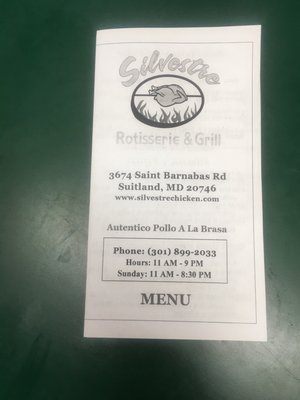 Silvestre
Rotisserie & Grill
3674 Saint Barnabas Rd
Suitland, MD 20746
www.silvestrechicken.com
Autentico Pollo A La Brasa
Phone: (301) 899-2033
Hours: 11 AM - 9 PM
Sunday: 11 AM - 8:30 PM
MENU